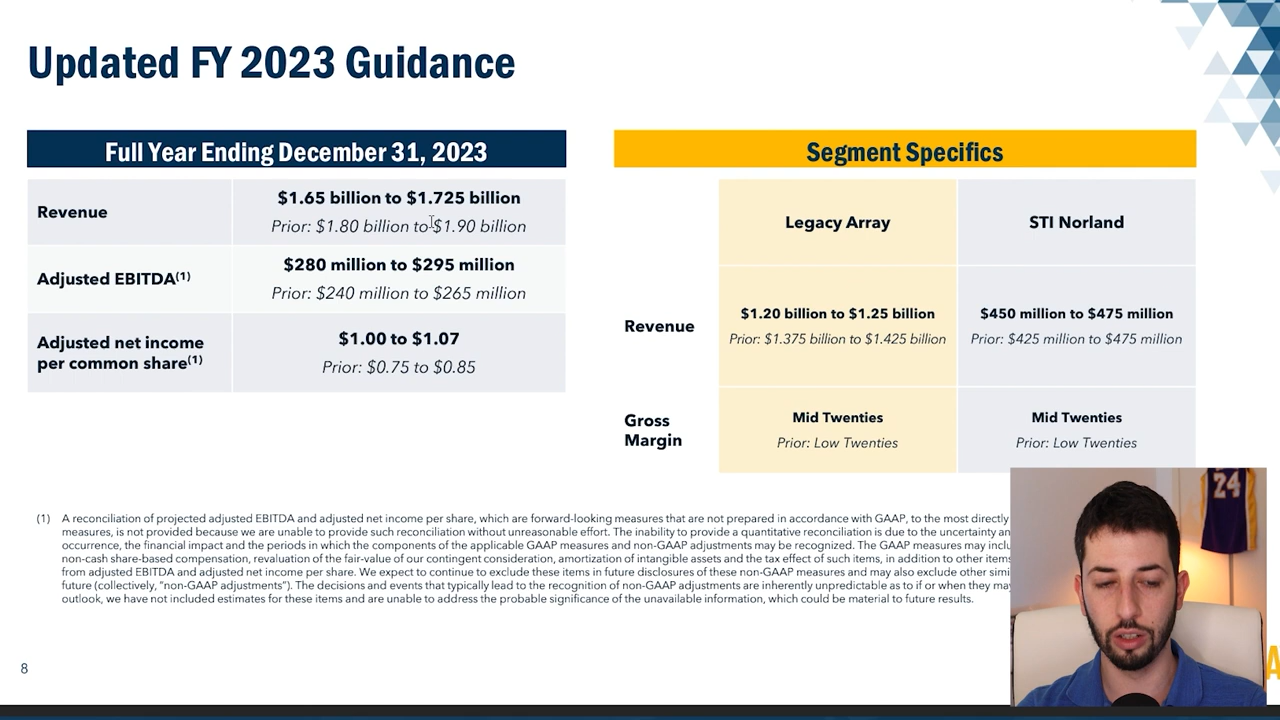 Updated FY 2023 Guidance
Full Year Ending December 31, 2023
Revenue
$1.65 billion to $1.725 billion
Prior: $1.80 billion to $1.90 billion
Adjusted EBITDA(1)
$280 million to $295 million
Prior: $240 million to $265 million
Adjusted net income
per common share(1)
$1.00 to $1.07
Prior: $0.75 to $0.85
Segment Specifics
Legacy Array
STI Norland
Revenue
$1.20 billion to $1.25 billion
Prior: $1.375 billion to $1.425 billion
$450 million to $475 million
Prior: $425 million to $475 million
Gross
Margin
Mid Twenties
Prior: Low Twenties
Mid Twenties
Prior: Low Twenties
(1) A reconciliation of projected adjusted EBITDA and adjusted net income per share, which are forward-looking measures that are not prepared in accordance with GAAP, to the most directly
measures, is not provided because we are unable to provide such reconciliation without unreasonable effort. The inability to provide a quantitative reconciliation is due to the uncertainty
occurrence, the financial impact and the periods in which the components of the applicable GAAP measures and non-GAAP adjustments may be recognized. The GAAP measures may
non-cash share-based compensation, revaluation of the fair-value of our contingent consideration, amortization of intangible assets and the tax effect of such items, in addition to other items
from adjusted EBITDA and adjusted net income per share. We expect to continue to exclude these items in future disclosures of these non-GAAP measures and may also exclude other
future (collectively, "non-GAAP adjustments"). The decisions and events that typically lead to the recognition of non-GAAP adjustments are inherently unpredictable as to if or when they
outlook, we have not included estimates for these items and are unable to address the probable significance of the unavailable information, which could be material to future results.
24
8
A